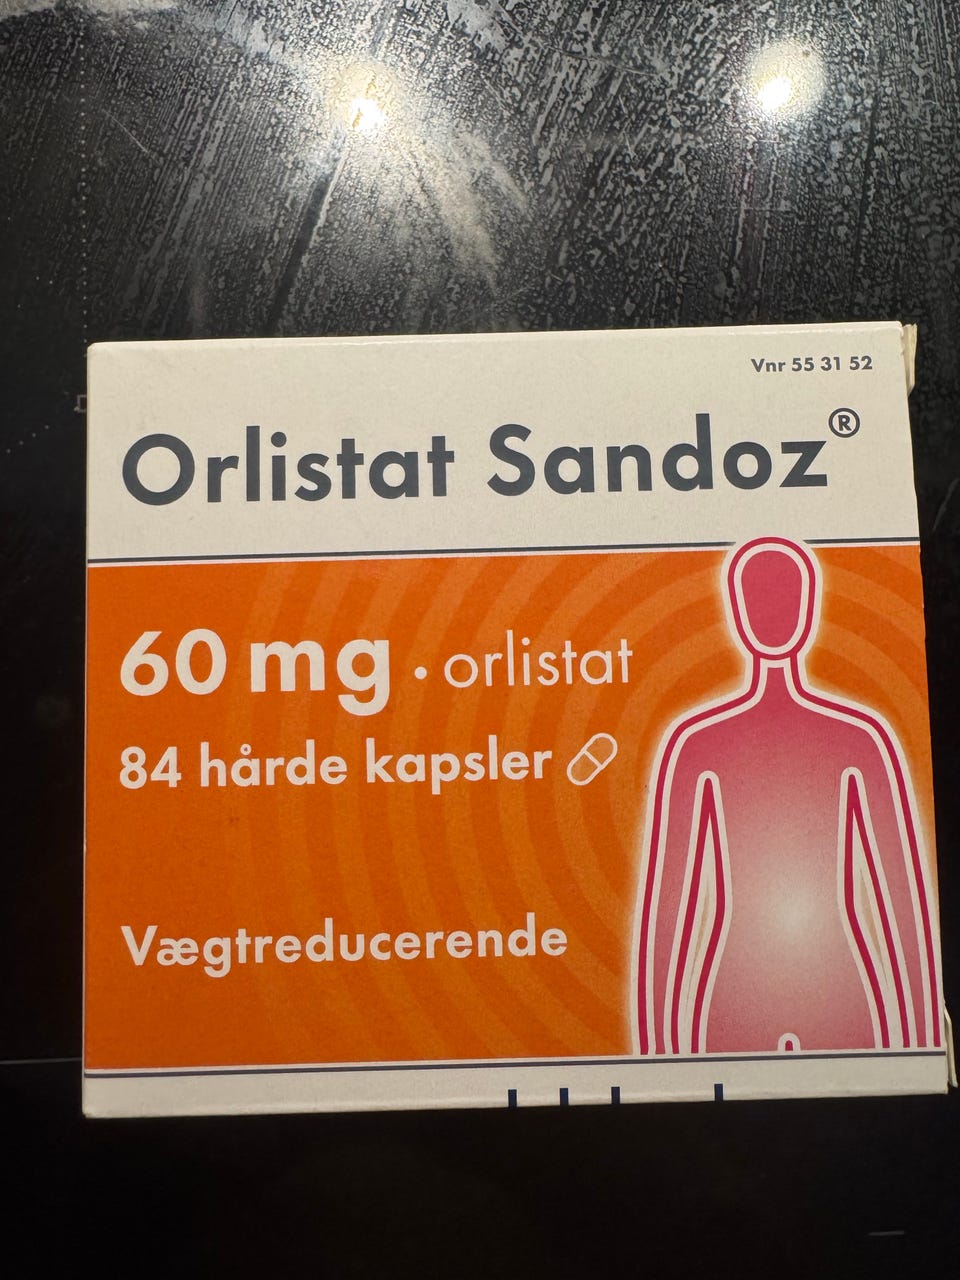 Vnr 55 31 52
Orlistat Sandoz®
60 mg · orlistat
84 hårde kapsler
Vægtreducerende